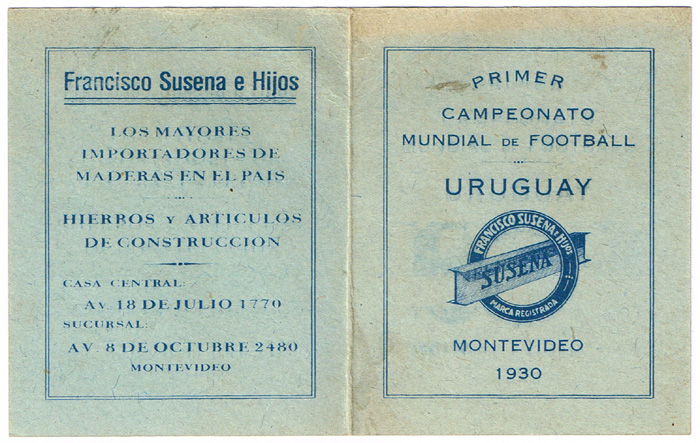 Francisco Susena e Hijos
LOS MAYORES
IMPORTADORES DE
MADERAS EN EL PAIS
HIERROS Y ARTICULOS
DE CONSTRUCCION
CASA CENTRAL:
AV. 18 DE JULIO 1770
SUCURSAL:
AV 8 DE OCTUBRE 2480
MONTEVIDEO
PRIMER
CAMPEONATO
MUNDIAL DE FOOTBALL
URUGUAY
FRANCISCO SUSENA E HIJOS
SUSENA
MARCA REGISTRADA
MONTEVIDEO
1930